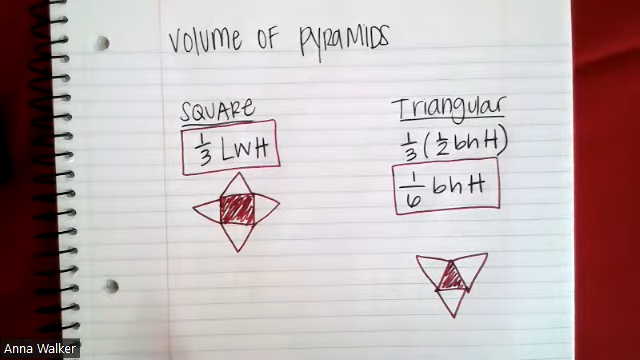 VOLUME OF PYRAMIDS
SQUARE
1/3 LWH
Triangular
1/3 (1/2 bhH)
1/6 bhH
Anna Walker